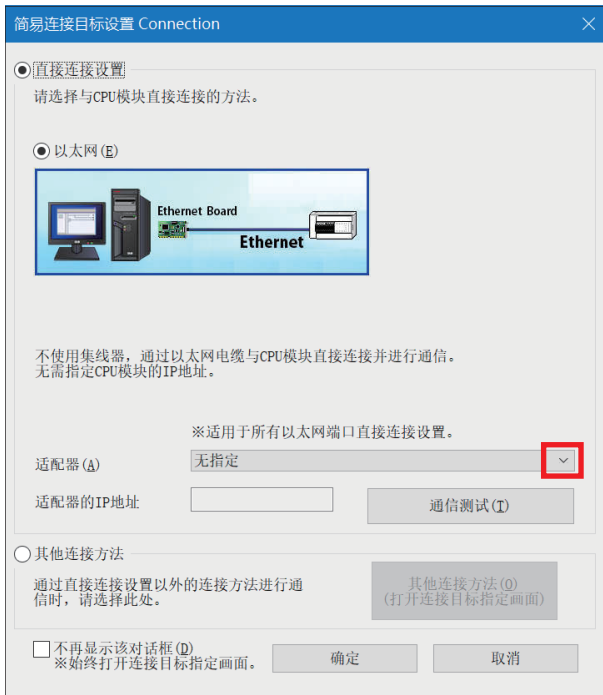 简易连接目标设置 Connection
直接连接设置
请选择与CPU模块直接连接的方法。
以太网(E)
Ethernet Board
Ethernet
不使用集线器，通过以太网电缆与CPU模块直接连接并进行通信。
无需指定CPU模块的IP地址。
※适用于所有以太网端口直接连接设置。
适配器(A)
无指定
适配器的IP地址
通信测试(T)
其他连接方法
通过直接连接设置以外的连接方法进行通
信时，请选择此处。
其他连接方法(O)
(打开连接目标指定画面)
不再显示该对话框(D)
※始终打开连接目标指定画面。
确定
取消